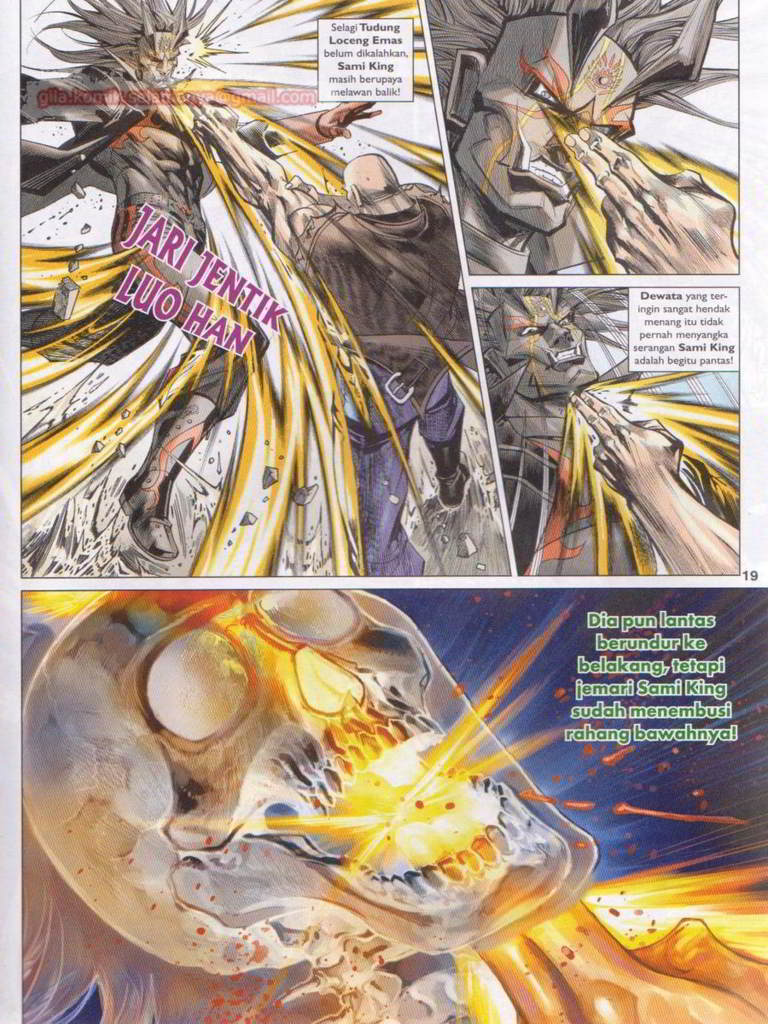 Selagi Tudung
Loceng Emas
belum dikalahkan,
Sami King
masih berupaya
melawan balik!
JARI JENTIK
LUO HAN
Dewata yang ter-
ingin sangat hendak
menang itu tidak
pernah menyangka
serangan Sami King
adalah begitu pantas!
19
Dia pun lantas
berundur ke
belakang, tetapi
jemari Sami King
sudah menembusi
rahang bawahnya!